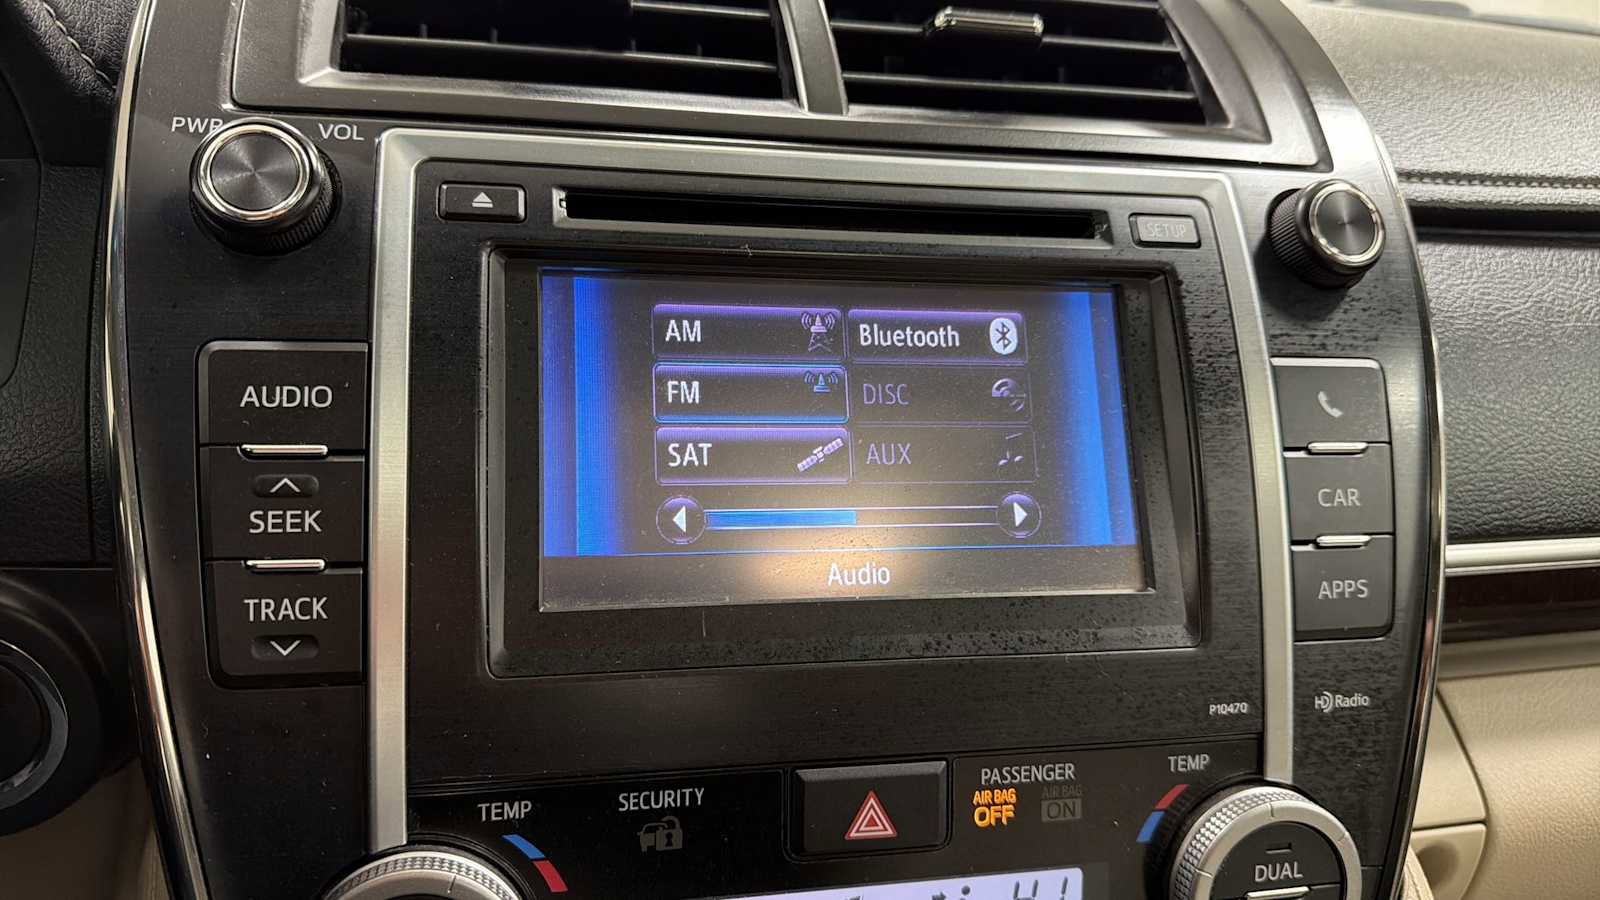 PWR VOL
SETUP
AM
Bluetooth
FM
DISC
SAT
AUX
Audio
AUDIO
SEEK
TRACK
CAR
APPS
P10470
HD Radio
TEMP
SECURITY
PASSENGER
AIR BAG
OFF
AIR BAG
ON
TEMP
DUAL